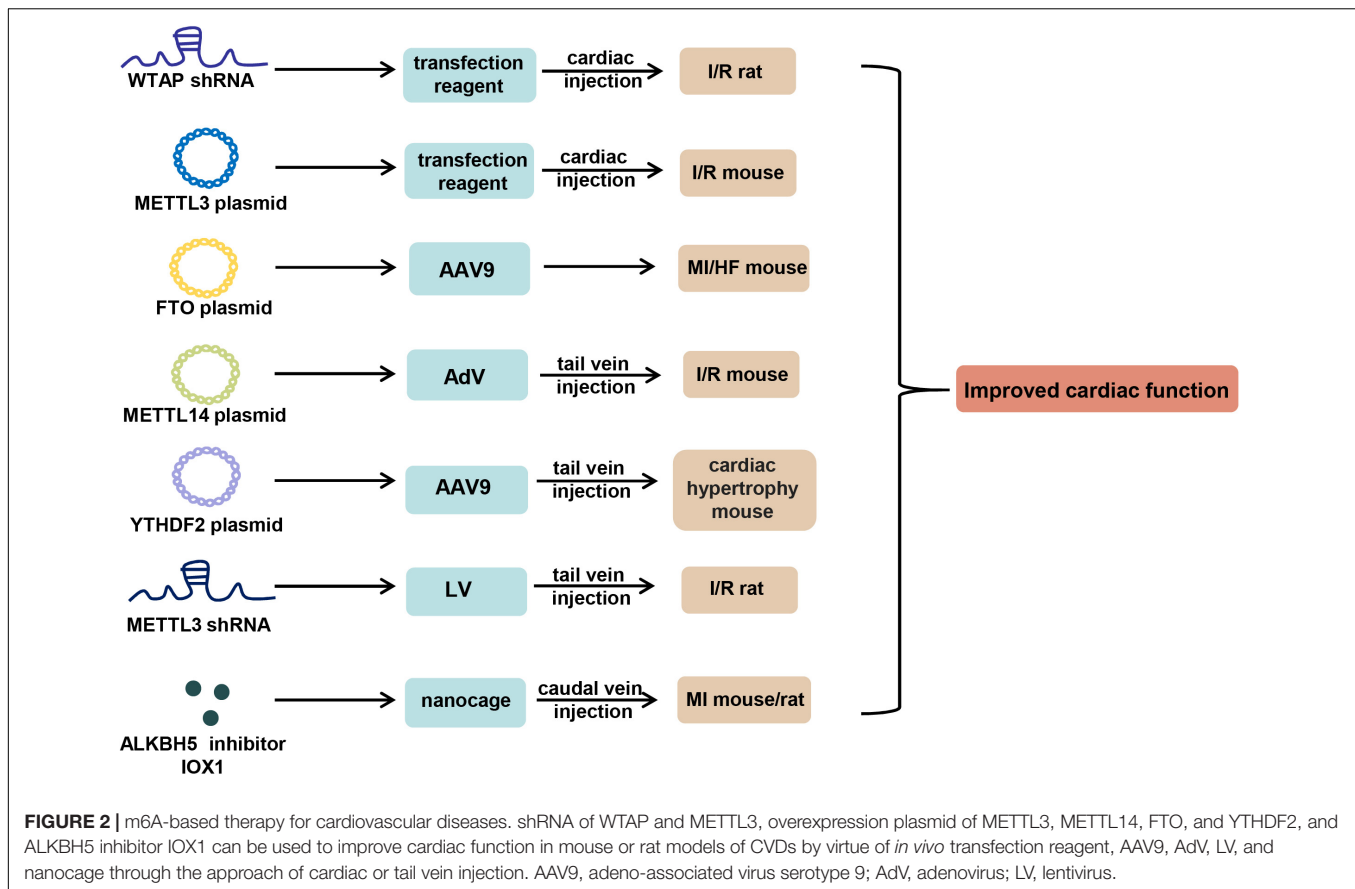 WTAP shRNA
transfection
reagent
cardiac
injection
I/R rat
METTL3 plasmid
transfection
reagent
cardiac
injection
I/R mouse
FTO plasmid
AAV9
MI/HF mouse
METTL14 plasmid
AdV
tail vein
injection
I/R mouse
YTHDF2 plasmid
AAV9
tail vein
injection
cardiac
hypertrophy
mouse
METTL3 shRNA
LV
tail vein
injection
I/R rat
ALKBH5 inhibitor
IOX1
nanocage
caudal vein
injection
MI mouse/rat
Improved cardiac function
FIGURE 2 | m6A-based therapy for cardiovascular diseases. shRNA of WTAP and METTL3, overexpression plasmid of METTL3, METTL14, FTO, and YTHDF2, and
ALKBH5 inhibitor IOX1 can be used to improve cardiac function in mouse or rat models of CVDs by virtue of in vivo transfection reagent, AAV9, AdV, LV, and
nanocage through the approach of cardiac or tail vein injection. AAV9, adeno-associated virus serotype 9; AdV, adenovirus; LV, lentivirus.